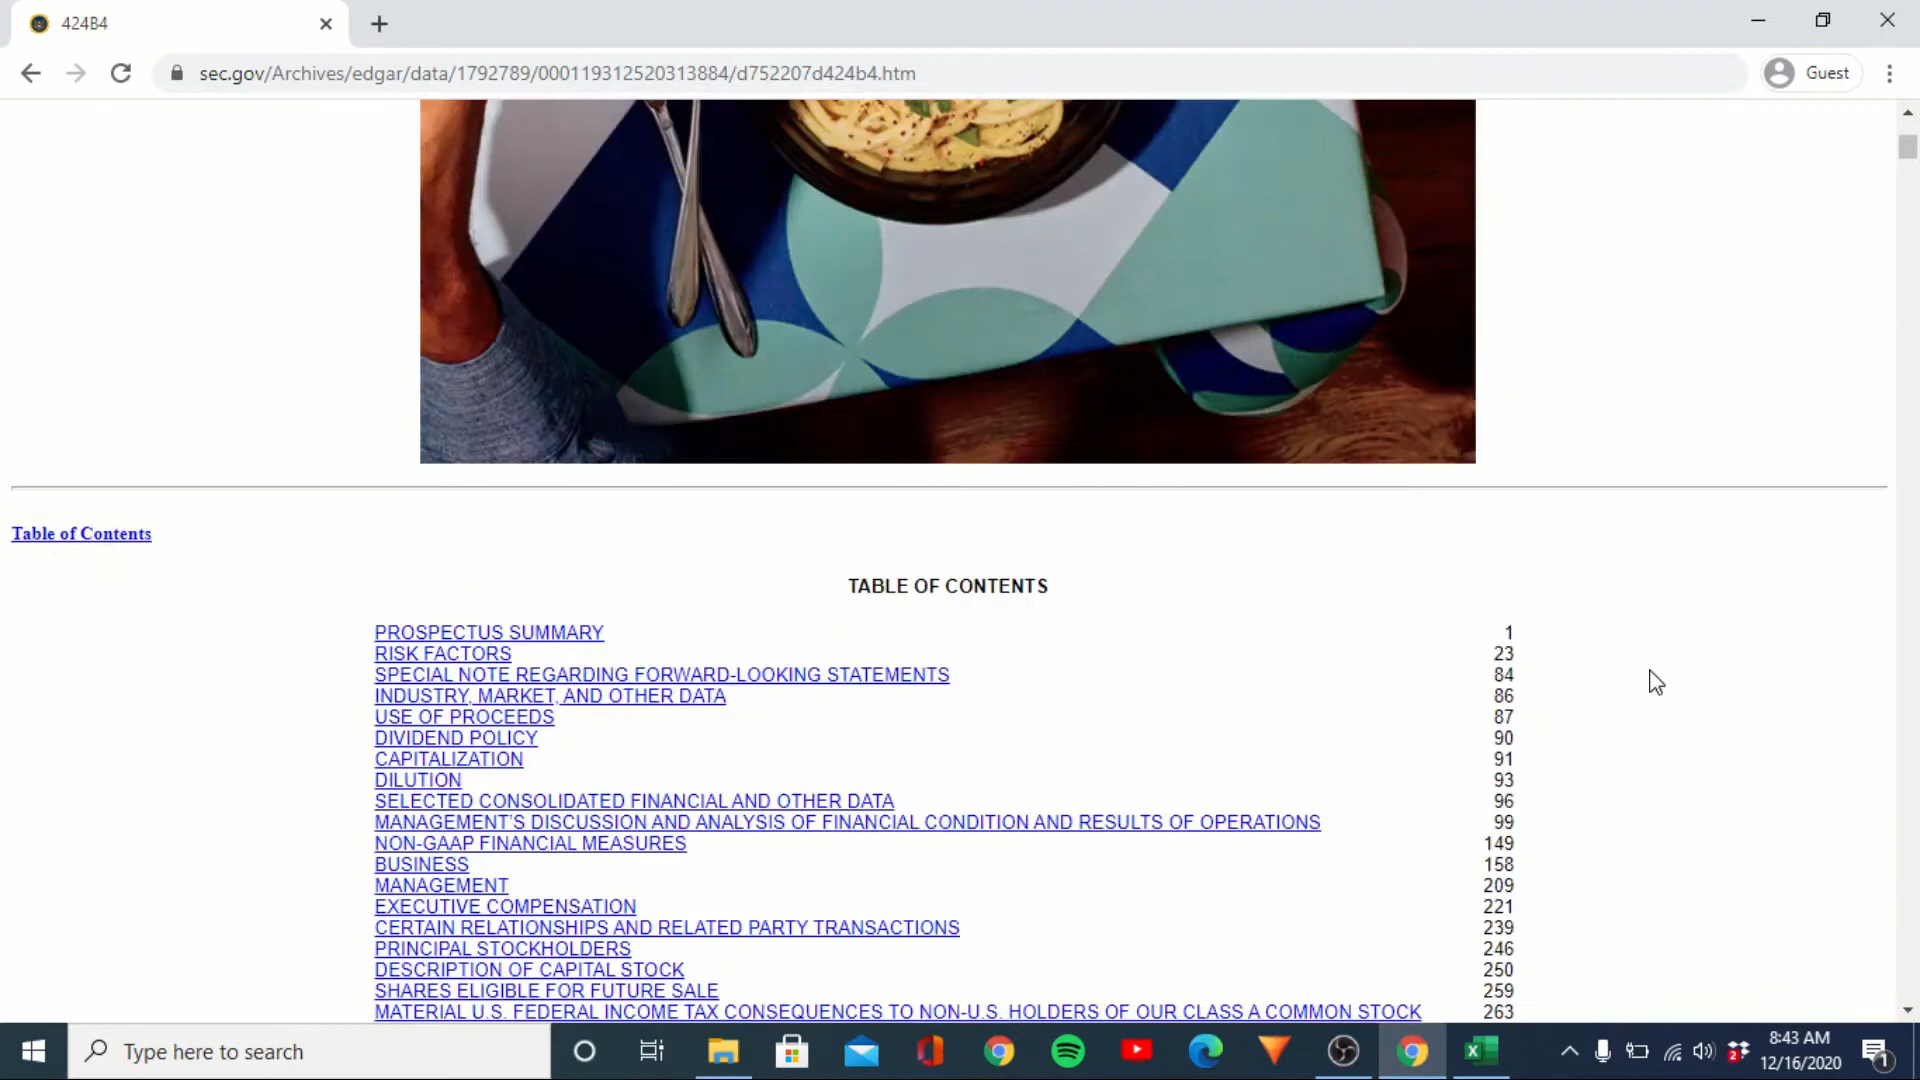 424B4
sec.gov/Archives/edgar/data/1792789/000119312520313884/d752207d424b4.htm
Guest
Table of Contents
TABLE OF CONTENTS
PROSPECTUS SUMMARY 1
RISK FACTORS 23
SPECIAL NOTE REGARDING FORWARD-LOOKING STATEMENTS 84
INDUSTRY, MARKET, AND OTHER DATA 86
USE OF PROCEEDS 87
DIVIDEND POLICY 90
CAPITALIZATION 91
DILUTION 93
SELECTED CONSOLIDATED FINANCIAL AND OTHER DATA 96
MANAGEMENT'S DISCUSSION AND ANALYSIS OF FINANCIAL CONDITION AND RESULTS OF OPERATIONS 99
NON-GAAP FINANCIAL MEASURES 149
BUSINESS 158
MANAGEMENT 209
EXECUTIVE COMPENSATION 221
CERTAIN RELATIONSHIPS AND RELATED PARTY TRANSACTIONS 239
PRINCIPAL STOCKHOLDERS 246
DESCRIPTION OF CAPITAL STOCK 250
SHARES ELIGIBLE FOR FUTURE SALE 259
MATERIAL U.S. FEDERAL INCOME TAX CONSEQUENCES TO NON-U.S. HOLDERS OF OUR CLASS A COMMON STOCK 263
Type here to search
2
8:43 AM
12/16/2020
1